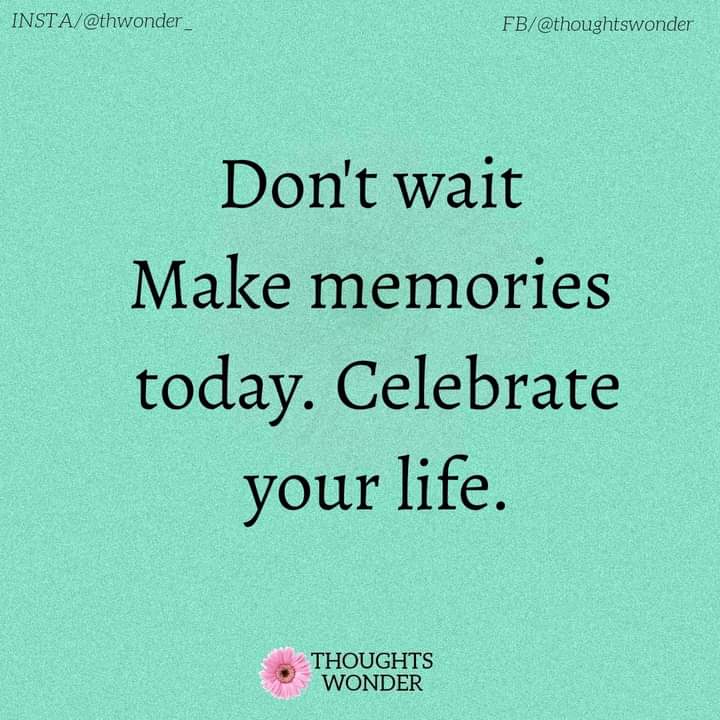 INSTA/@thwonder_
FB/@thoughtswonder
Don't wait
Make memories
today. Celebrate
your life.
THOUGHTS
WONDER